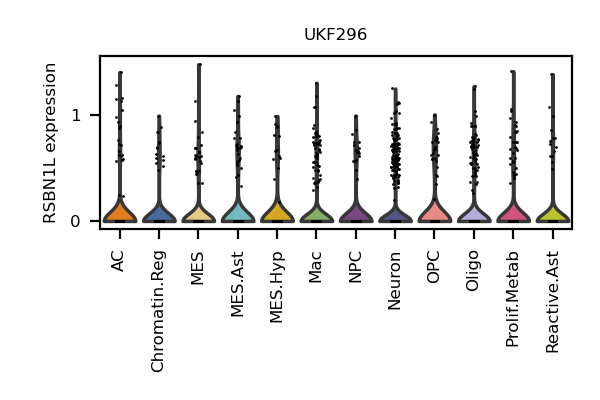 UKF296
RSBN1L expression
1
0
AC
Chromatin.Reg
MES
MES.Ast
MES.Hyp
Mac
NPC
Neuron
OPC
Oligo
Prolif.Metab
Reactive.Ast